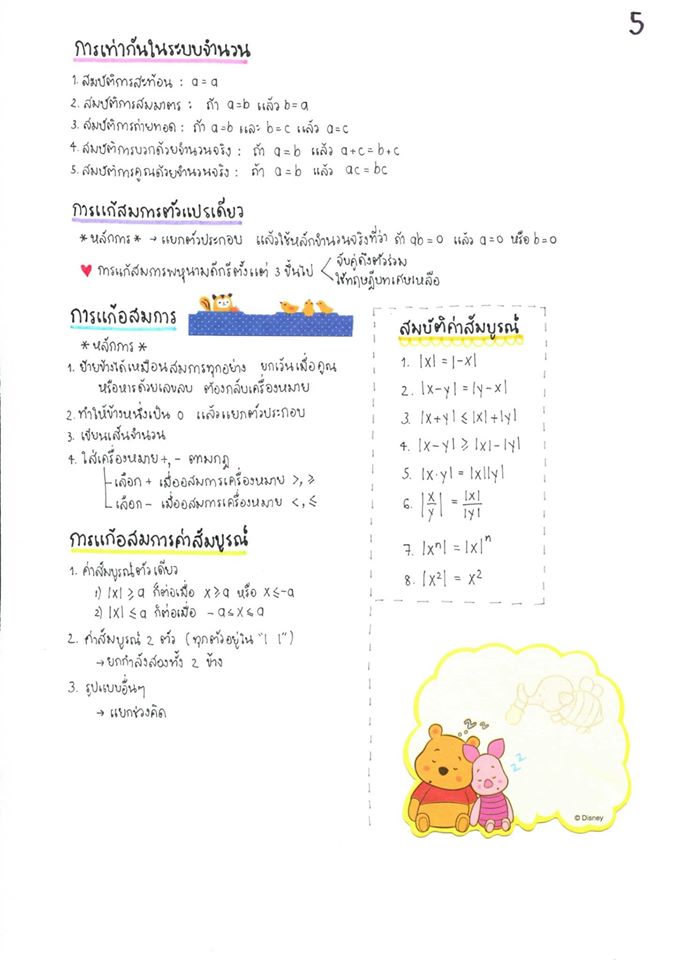 5
การเท่ากันในระบบจำนวน
1. สมบัติการสะท้อน : a = a
2. สมบัติการสมมาตร : ถ้า a=b แล้ว b=a
3. สมบัติการถ่ายทอด : ถ้า a=b และ b=c แล้ว a=c
4. สมบัติการบวกด้วยจำนวนจริง : ถ้า a=b แล้ว a+c=b+c
5. สมบัติการคูณด้วยจำนวนจริง : ถ้า a=b แล้ว ac=bc
การแก้สมการตัวแปรเดียว
*หลักการ* → แยกตัวประกอบ แล้วใช้หลักจำนวนจริงที่ว่า ถ้า ab=0 แล้ว a=0 หรือ b=0
♥ การแก้สมการพหุนามดีกรีตั้งแต่ 3 ขึ้นไป < จับคู่ดึงตัวร่วม
ใช้ทฤษฎีบทเศษเหลือ
การแก้อสมการ
*หลักการ*
1. ย้ายข้างได้เหมือนสมการทุกอย่าง ยกเว้นเมื่อคูณ
หรือหารด้วยเลขลบ ต้องกลับเครื่องหมาย
2. ทำให้ข้างหนึ่งเป็น 0 แล้วแยกตัวประกอบ
3. เขียนเส้นจำนวน
4. ใส่เครื่องหมาย +, - ตามกฎ
เลือก + เมื่ออสมการเครื่องหมาย >, ≥
เลือก - เมื่ออสมการเครื่องหมาย <, ≤
การแก้อสมการค่าสัมบูรณ์
1. ค่าสัมบูรณ์ตัวเดียว
1) |x| ≥ a ก็ต่อเมื่อ x ≥ a หรือ x ≤ -a
2) |x| ≤ a ก็ต่อเมื่อ -a ≤ x ≤ a
2. ค่าสัมบูรณ์ 2 ตัว (ทุกตัวอยู่ใน "| |")
→ ยกกำลังสองทั้ง 2 ข้าง
3. รูปแบบอื่นๆ
→ แยกช่วงคิด
สมบัติค่าสัมบูรณ์
1. |x| = |-x|
2. |x-y| = |y-x|
3. |x+y| ≤ |x|+|y|
4. |x-y| ≥ |x|-|y|
5. |x·y| = |x||y|
6. |x/y| = |x|/|y|
7. |xⁿ| = |x|ⁿ
8. |x²| = x²
z z z
z z
© Disney